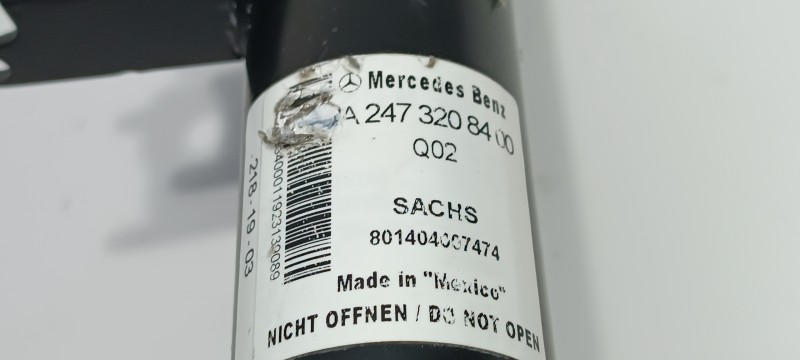 Mercedes Benz
A 247 320 84 00
Q02
SACHS
Made in "Mexico"
NICHT OFFNEN / DO NOT OPEN
218-19-03